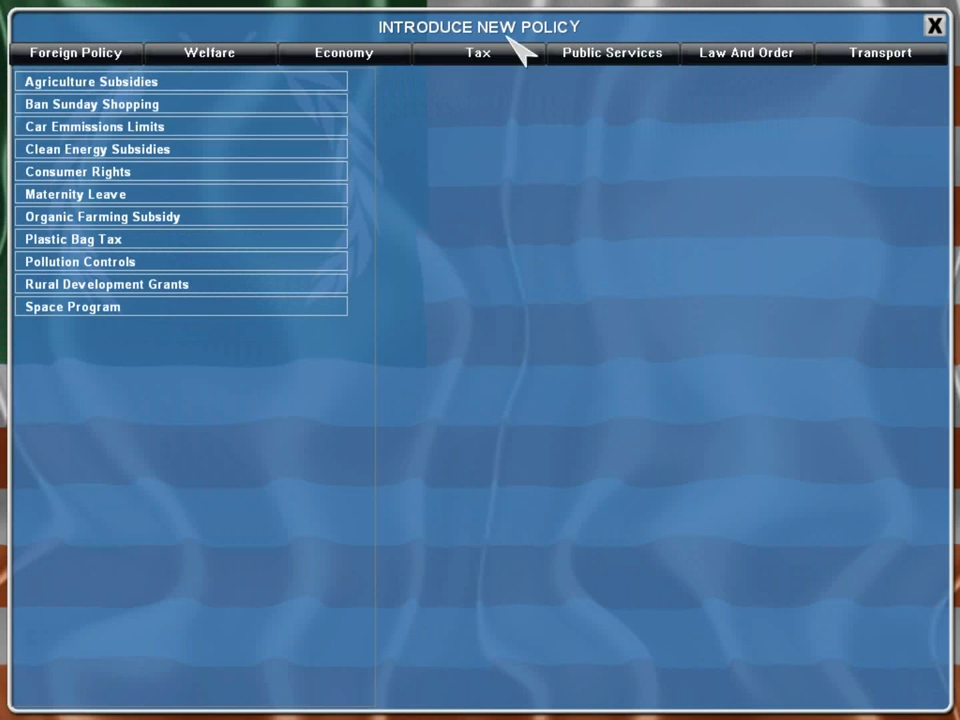 INTRODUCE NEW POLICY
X
Foreign Policy Welfare Economy Tax Public Services Law And Order Transport
Agriculture Subsidies
Ban Sunday Shopping
Car Emmissions Limits
Clean Energy Subsidies
Consumer Rights
Maternity Leave
Organic Farming Subsidy
Plastic Bag Tax
Pollution Controls
Rural Development Grants
Space Program